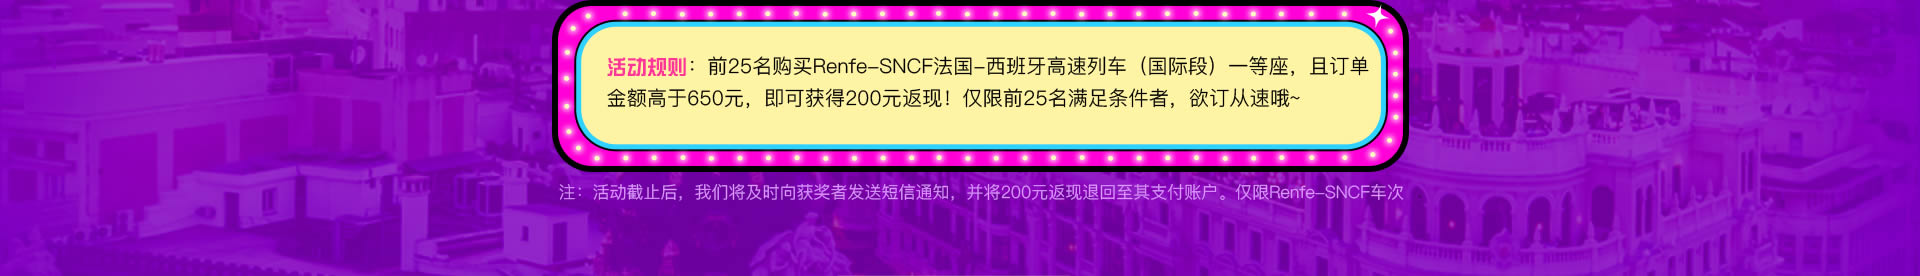 活动规则：前25名购买Renfe-SNCF法国-西班牙高速列车（国际段）一等座，且订单
金额高于650元，即可获得200元返现！仅限前25名满足条件者，欲订从速哦~
注：活动截止后，我们将及时向获奖者发送短信通知，并将200元返现退回至其支付账户。仅限Renfe-SNCF车次